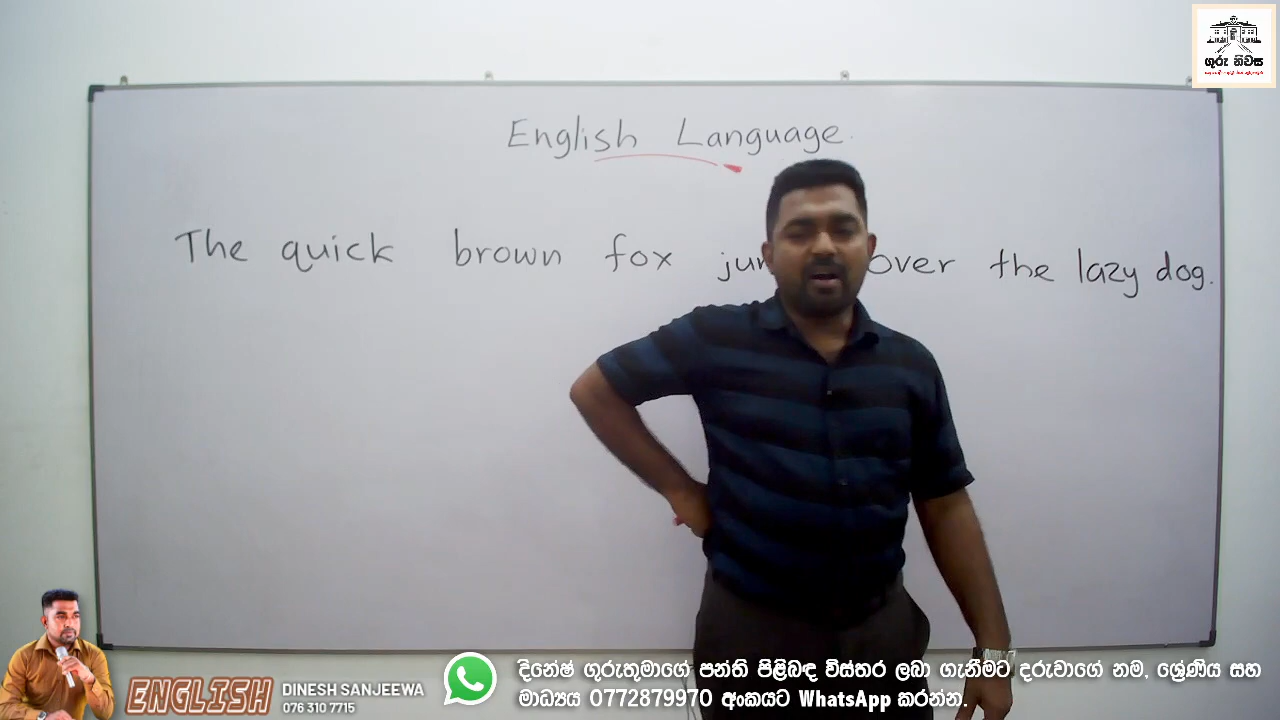 ගුරු නිවස
English Language
The quick brown fox over the lazy dog.
ENGLISH
DINESH SANJEEWA
076 310 7715
දිනේෂ් ගුරුතුමාගේ පන්ති පිළිබඳ විස්තර ලබා ගැනීමට දරුවාගේ නම, ශ්‍රේණිය සහ
මාධ්‍යය 0772879970 අංකයට WhatsApp කරන්න.